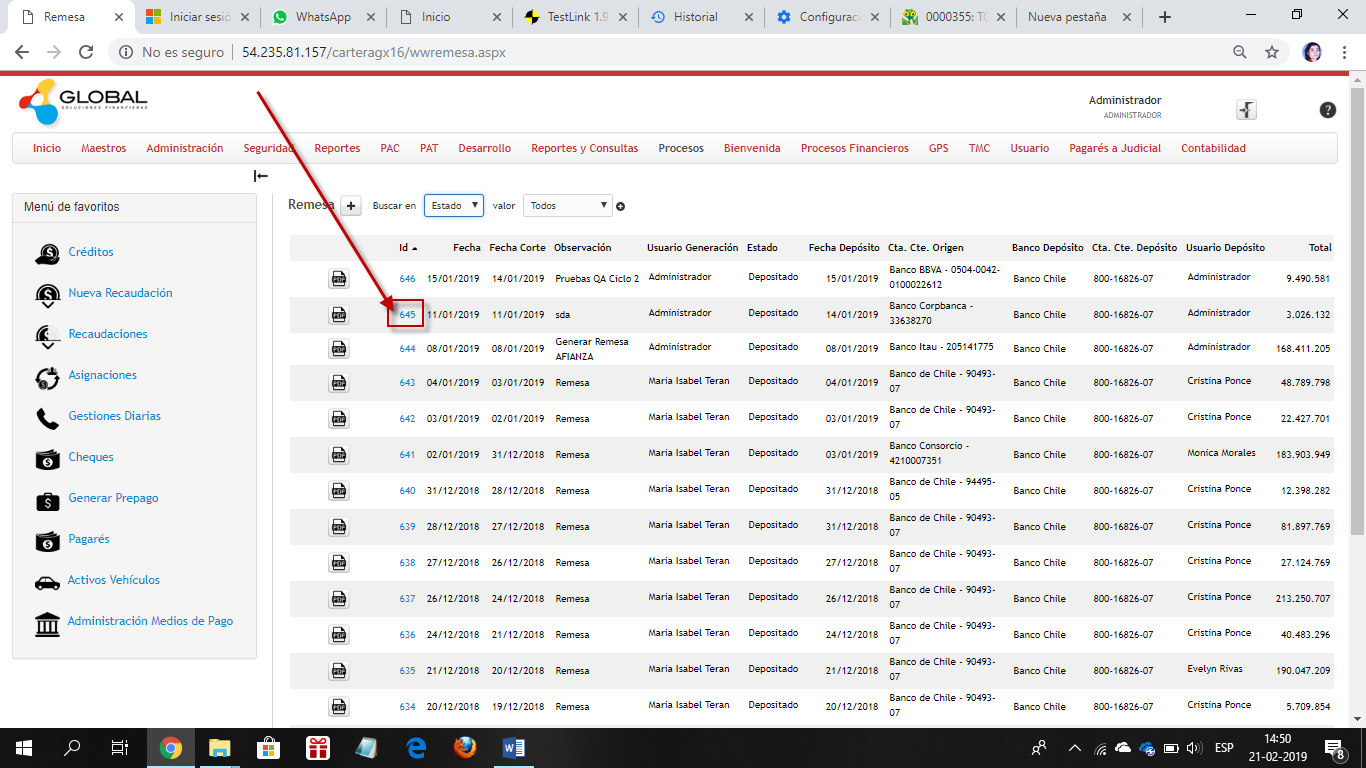 Remesa
Iniciar sesió
WhatsApp
Inicio
TestLink 1.9
Historial
Configuraci
0000355: TO
Nueva pestaña
No es seguro
54.235.81.157/carteragx16/wwremesa.aspx
GLOBAL
SOLUCIONES FINANCIERAS
Administrador
ADMINISTRADOR
Inicio Maestros Administración Seguridad Reportes PAC PAT Desarrollo Reportes y Consultas Procesos Bienvenida Procesos Financieros GPS TMC Usuario Pagarés a Judicial Contabilidad
Menú de favoritos
Créditos
Nueva Recaudación
Recaudaciones
Asignaciones
Gestiones Diarias
Cheques
Generar Prepago
Pagarés
Activos Vehículos
Administración Medios de Pago
Remesa Buscar en Estado valor Todos
Id Fecha Fecha Corte Observación Usuario Generación Estado Fecha Depósito Cta. Cte. Origen Banco Depósito Cta. Cte. Depósito Usuario Depósito Total
PDF 646 15/01/2019 14/01/2019 Pruebas QA Ciclo 2 Administrador Depositado 15/01/2019 Banco BBVA - 0504-0042-0100022612 Banco Chile 800-16826-07 Administrador 9.490.581
PDF 645 11/01/2019 11/01/2019 sda Administrador Depositado 14/01/2019 Banco Corpbanca - 33638270 Banco Chile 800-16826-07 Administrador 3.026.132
PDF 644 08/01/2019 08/01/2019 Generar Remesa AFIANZA Administrador Depositado 08/01/2019 Banco Itau - 205141775 Banco Chile 800-16826-07 Administrador 168.411.205
PDF 643 04/01/2019 03/01/2019 Remesa Maria Isabel Teran Depositado 04/01/2019 Banco de Chile - 90493-07 Banco Chile 800-16826-07 Cristina Ponce 48.789.798
PDF 642 03/01/2019 02/01/2019 Remesa Maria Isabel Teran Depositado 03/01/2019 Banco de Chile - 90493-07 Banco Chile 800-16826-07 Cristina Ponce 22.427.701
PDF 641 02/01/2019 31/12/2018 Remesa Maria Isabel Teran Depositado 03/01/2019 Banco Consorcio - 4210007351 Banco Chile 800-16826-07 Monica Morales 183.903.949
PDF 640 31/12/2018 28/12/2018 Remesa Maria Isabel Teran Depositado 31/12/2018 Banco de Chile - 94495-05 Banco Chile 800-16826-07 Cristina Ponce 12.398.282
PDF 639 28/12/2018 27/12/2018 Remesa Maria Isabel Teran Depositado 31/12/2018 Banco de Chile - 90493-07 Banco Chile 800-16826-07 Cristina Ponce 81.897.769
PDF 638 27/12/2018 26/12/2018 Remesa Maria Isabel Teran Depositado 27/12/2018 Banco de Chile - 90493-07 Banco Chile 800-16826-07 Cristina Ponce 27.124.769
PDF 637 26/12/2018 24/12/2018 Remesa Maria Isabel Teran Depositado 26/12/2018 Banco de Chile - 90493-07 Banco Chile 800-16826-07 Cristina Ponce 213.250.707
PDF 636 24/12/2018 21/12/2018 Remesa Maria Isabel Teran Depositado 24/12/2018 Banco de Chile - 90493-07 Banco Chile 800-16826-07 Cristina Ponce 40.483.296
PDF 635 21/12/2018 20/12/2018 Remesa Maria Isabel Teran Depositado 21/12/2018 Banco de Chile - 90493-07 Banco Chile 800-16826-07 Evelyn Rivas 190.047.209
PDF 634 20/12/2018 19/12/2018 Remesa Maria Isabel Teran Depositado 20/12/2018 Banco de Chile - 90493-07 Banco Chile 800-16826-07 Cristina Ponce 5.709.854
ESP
14:50
21-02-2019
8